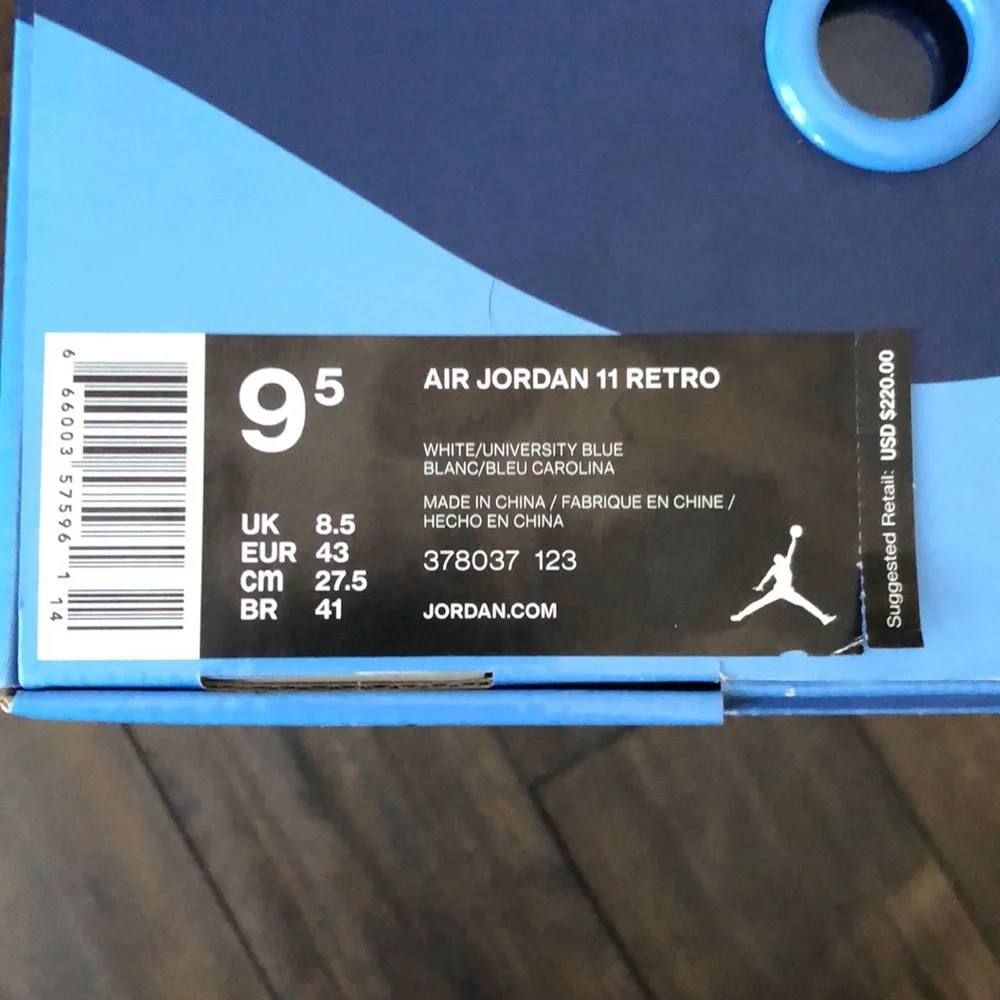 6 66003 57596 1 14
9 5
UK 8.5
EUR 43
cm 27.5
BR 41
AIR JORDAN 11 RETRO
WHITE/UNIVERSITY BLUE
BLANC/BLEU CAROLINA
MADE IN CHINA / FABRIQUE EN CHINE /
HECHO EN CHINA
378037 123
JORDAN.COM
Suggested Retail: USD $220.00